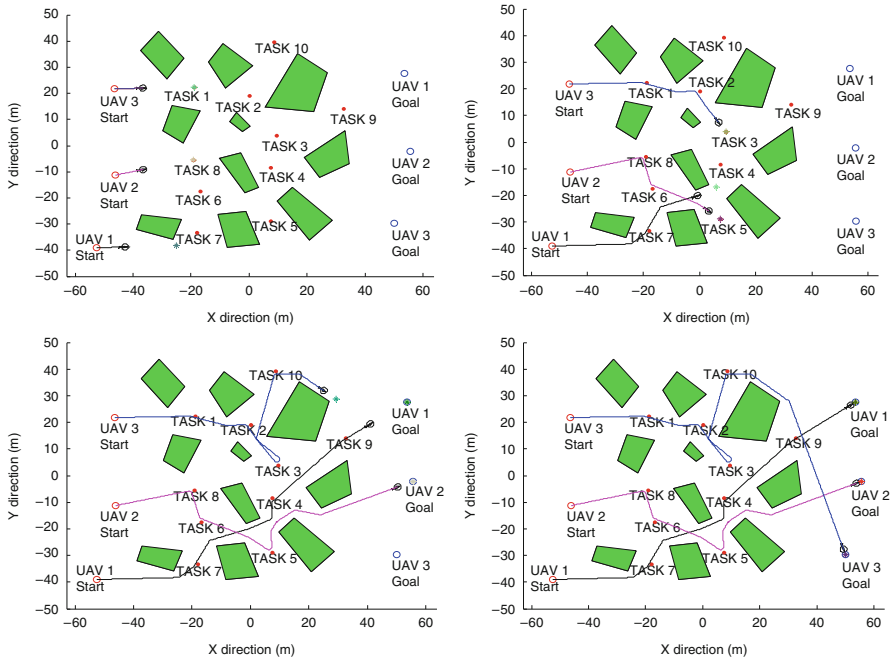 50
40
30
20
10
0
−10
−20
−30
−40
−50
Y direction (m)
TASK 10
TASK 1
TASK 2
TASK 9
TASK 3
TASK 8
TASK 4
TASK 6
TASK 5
TASK 7
UAV 3
Start
UAV 2
Start
UAV 1
Start
UAV 1
Goal
UAV 2
Goal
UAV 3
Goal
−60 −40 −20 0 20 40 60
X direction (m)
50
40
30
20
10
0
−10
−20
−30
−40
−50
Y direction (m)
TASK 10
TASK 1
TASK 2
TASK 9
TASK 3
TASK 8
TASK 4
TASK 6
TASK 5
TASK 7
UAV 3
Start
UAV 2
Start
UAV 1
Start
UAV 1
Goal
UAV 2
Goal
UAV 3
Goal
−60 −40 −20 0 20 40 60
X direction (m)
50
40
30
20
10
0
−10
−20
−30
−40
−50
Y direction (m)
TASK 10
TASK 1
TASK 2
TASK 9
TASK 3
TASK 8
TASK 4
TASK 6
TASK 5
TASK 7
UAV 3
Start
UAV 2
Start
UAV 1
Start
UAV 1
Goal
UAV 2
Goal
UAV 3
Goal
−60 −40 −20 0 20 40 60
X direction (m)
50
40
30
20
10
0
−10
−20
−30
−40
−50
Y direction (m)
TASK 10
TASK 1
TASK 2
TASK 9
TASK 3
TASK 8
TASK 4
TASK 6
TASK 5
TASK 7
UAV 3
Start
UAV 2
Start
UAV 1
Start
UAV 1
Goal
UAV 2
Goal
UAV 3
Goal
−60 −40 −20 0 20 40 60
X direction (m)